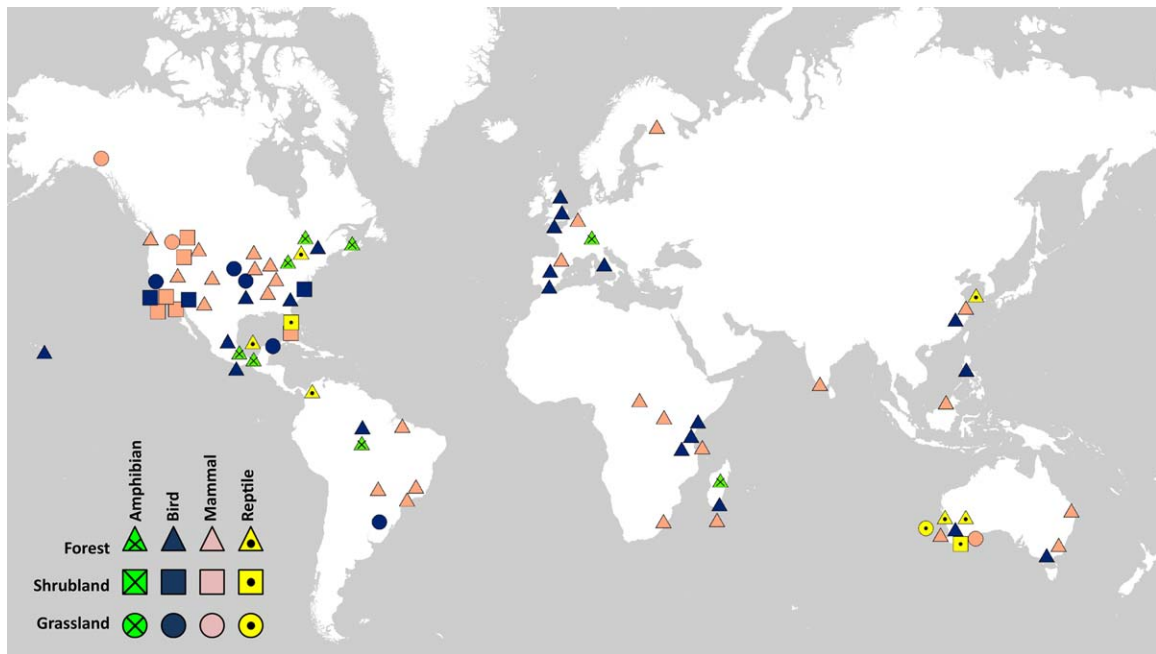 Amphibian
Bird
Mammal
Reptile
Forest
Shrubland
Grassland